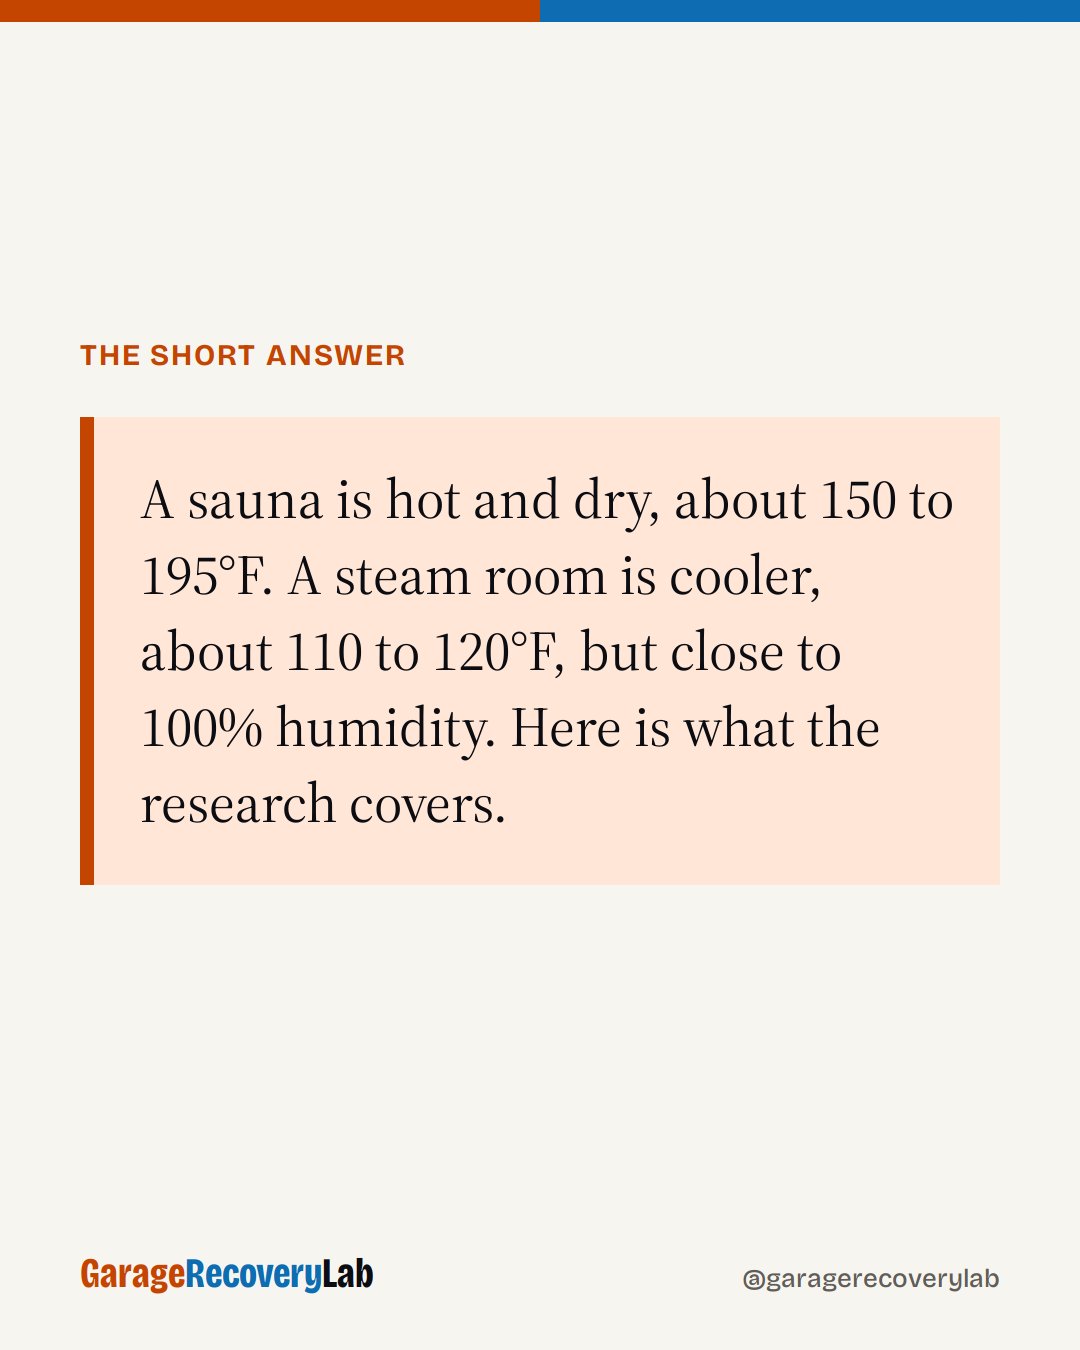 THE SHORT ANSWER
A sauna is hot and dry, about 150 to
195°F. A steam room is cooler,
about 110 to 120°F, but close to
100% humidity. Here is what the
research covers.
GarageRecoveryLab
@garagerecoverylab